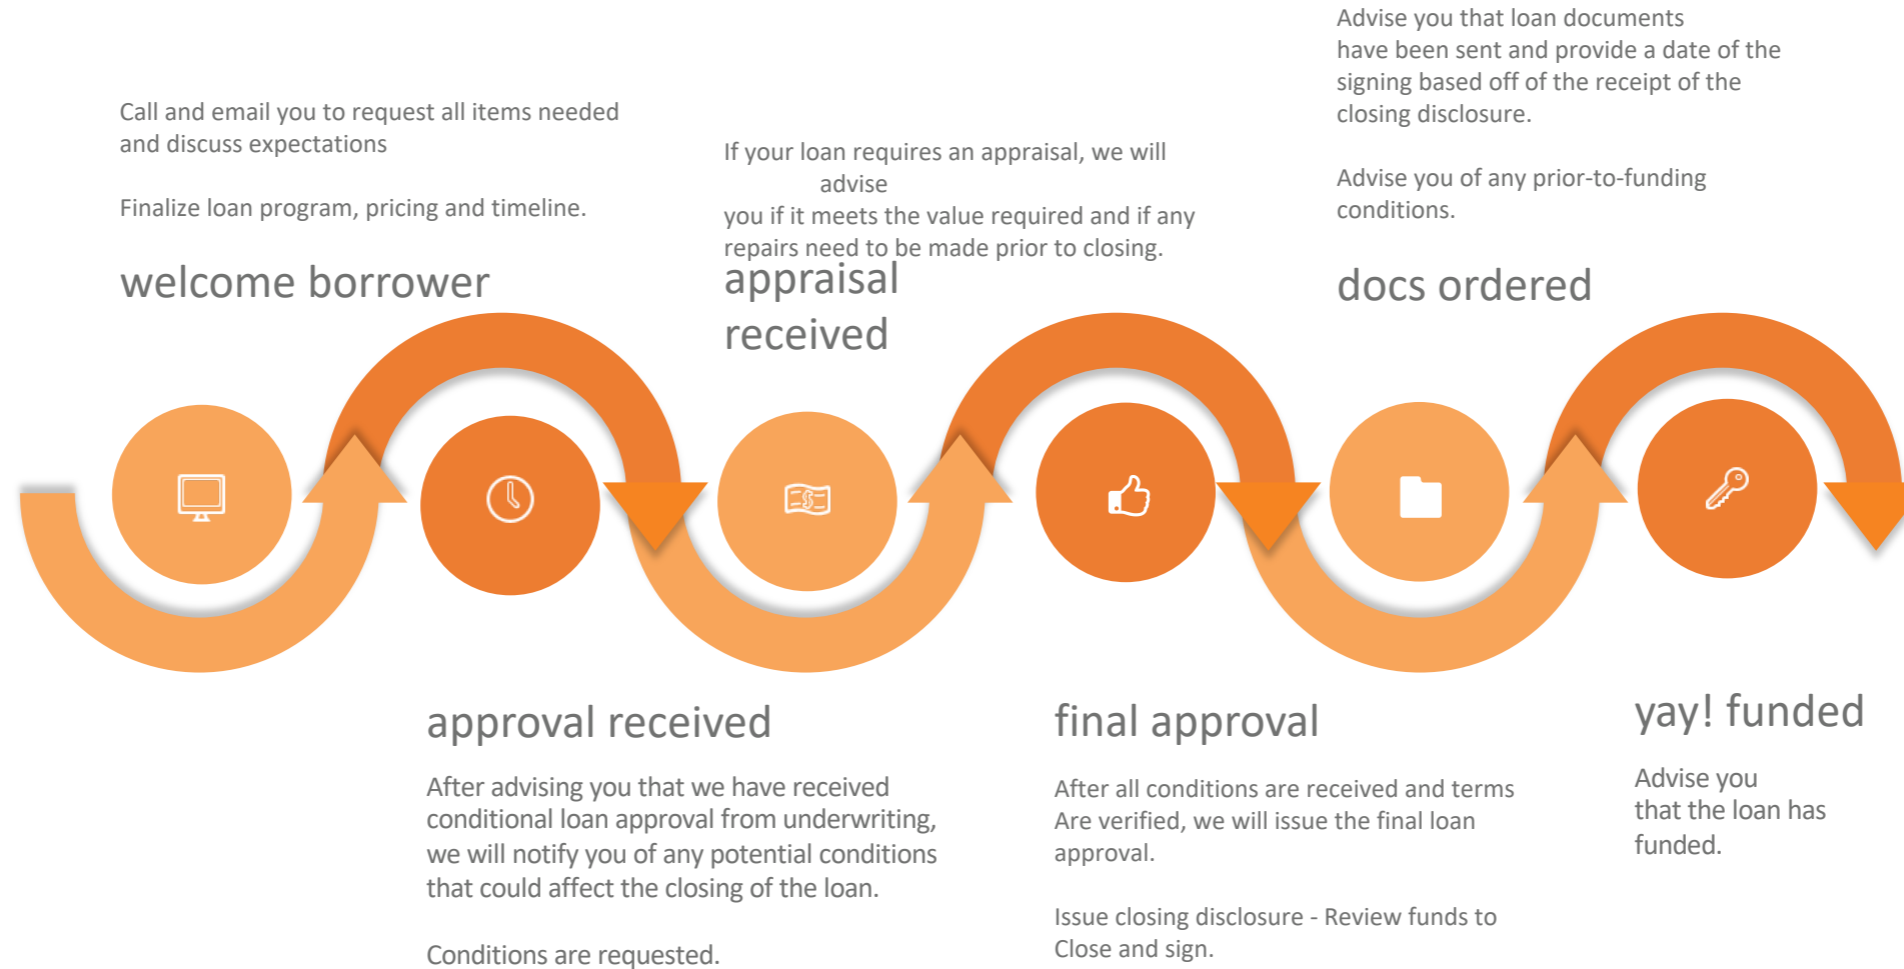 Call and email you to request all items needed
and discuss expectations
Finalize loan program, pricing and timeline.
welcome borrower
approval received
After advising you that we have received
conditional loan approval from underwriting,
we will notify you of any potential conditions
that could affect the closing of the loan.
Conditions are requested.
If your loan requires an appraisal, we will
advise
you if it meets the value required and if any
repairs need to be made prior to closing.
appraisal
received
final approval
After all conditions are received and terms
Are verified, we will issue the final loan
approval.
Issue closing disclosure - Review funds to
Close and sign.
Advise you that loan documents
have been sent and provide a date of the
signing based off of the receipt of the
closing disclosure.
Advise you of any prior-to-funding
conditions.
docs ordered
yay! funded
Advise you
that the loan has
funded.